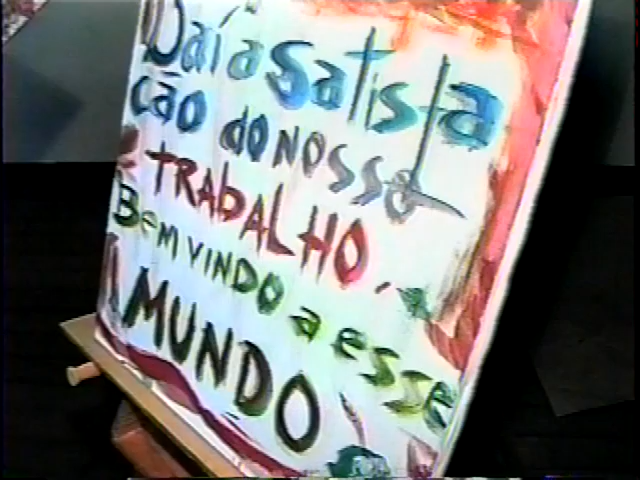 Daí a Satisfa
ção do nosso
TRABALHO.
Bem vindo a esse
MUNDO